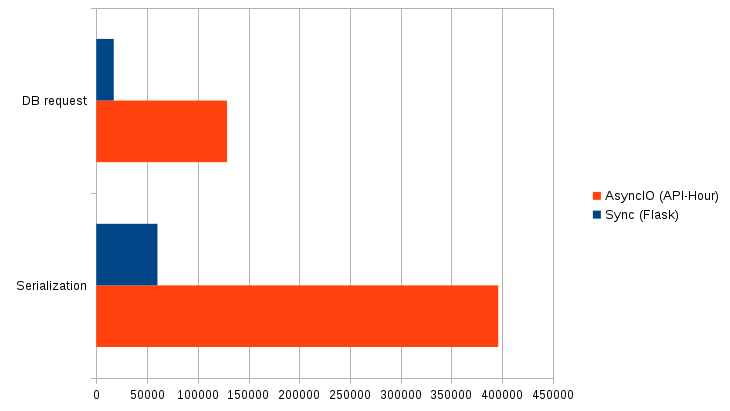 DB request
Serialization
0 50000 100000 150000 200000 250000 300000 350000 400000 450000
AsyncIO (API-Hour)
Sync (Flask)